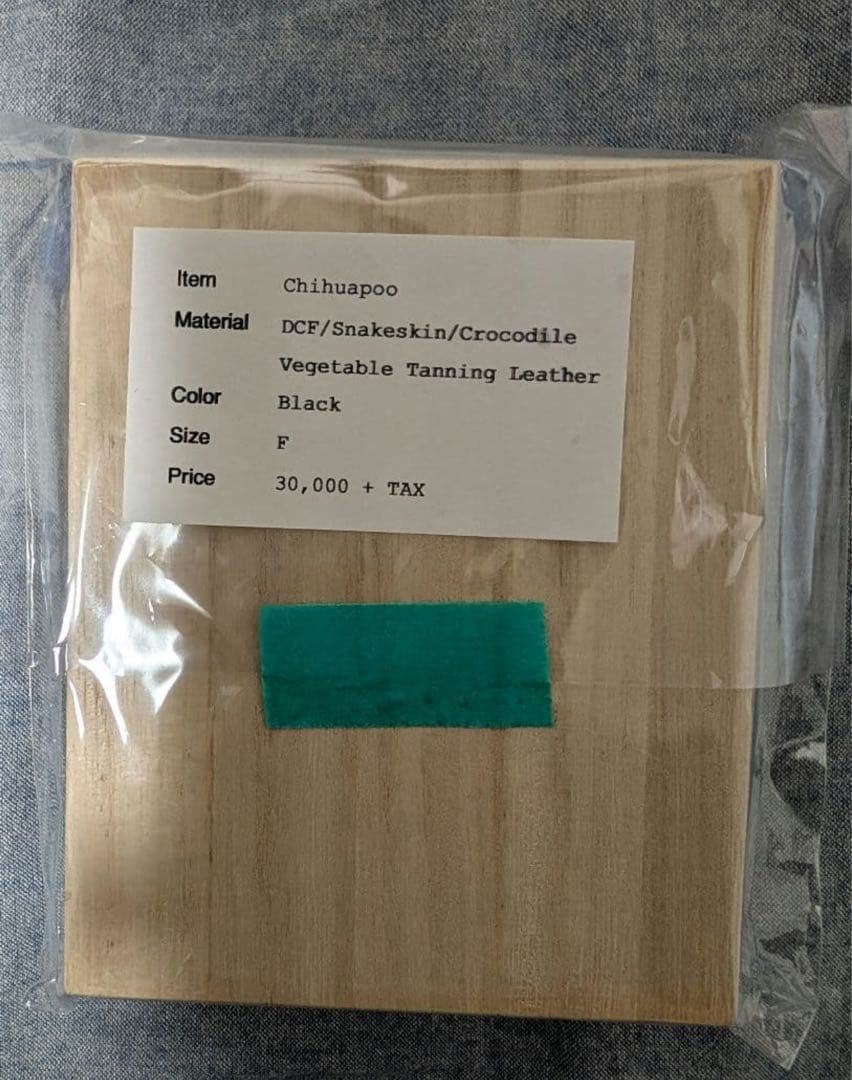 Item Chihuapoo
Material DCF/Snakeskin/Crocodile
Vegetable Tanning Leather
Color Black
Size F
Price 30,000 + TAX